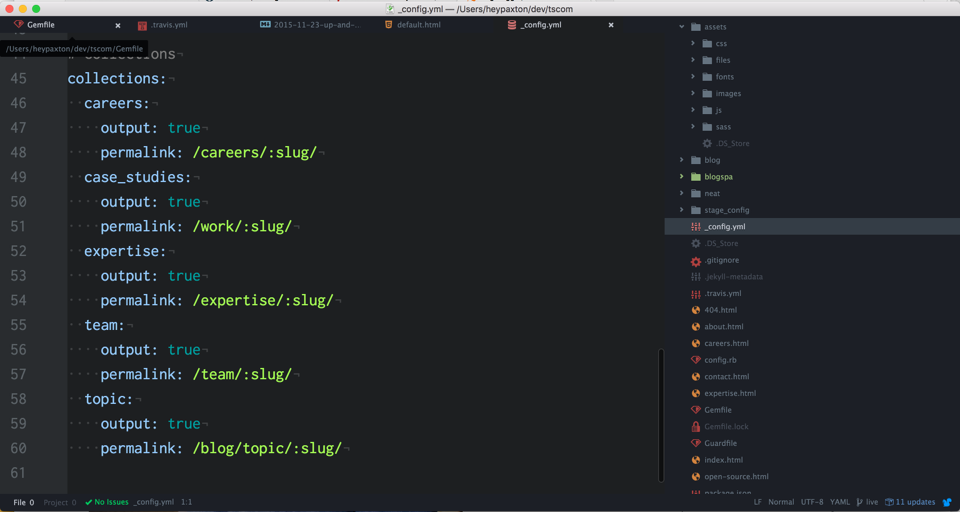 _config.yml — /Users/heypaxton/dev/tscom
Gemfile
.travis.yml
2015-11-23-up-and-...
default.html
_config.yml
/Users/heypaxton/dev/tscom/Gemfile
45 collections:¬
46 ··careers:¬
47 ····output: true¬
48 ····permalink: /careers/:slug/¬
49 ··case_studies:¬
50 ····output: true¬
51 ····permalink: /work/:slug/¬
52 ··expertise:¬
53 ····output: true¬
54 ····permalink: /expertise/:slug/¬
55 ··team:¬
56 ····output: true¬
57 ····permalink: /team/:slug/¬
58 ··topic:¬
59 ····output: true¬
60 ····permalink: /blog/topic/:slug/¬
61
assets
css
files
fonts
images
js
sass
.DS_Store
blog
blogspa
neat
stage_config
_config.yml
.DS_Store
.gitignore
.jekyll-metadata
.travis.yml
404.html
about.html
careers.html
config.rb
contact.html
expertise.html
Gemfile
Gemfile.lock
Guardfile
index.html
open-source.html
package.json
File 0 Project 0 No Issues _config.yml 1:1
LF Normal UTF-8 YAML live 11 updates